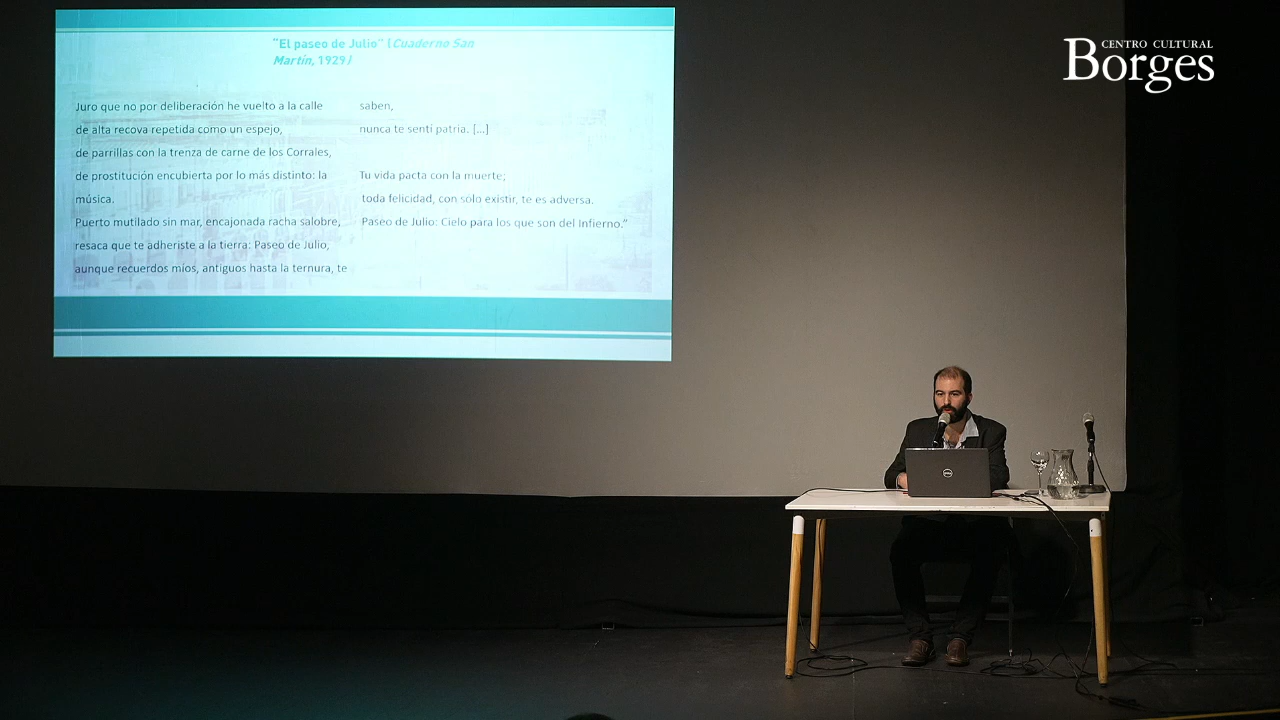 "El paseo de Julio" (Cuaderno San
Martín, 1929)
Juro que no por deliberación he vuelto a la calle
de alta recova repetida como un espejo,
de parrillas con la trenza de carne de los Corrales,
de prostitución encubierta por lo más distinto: la
música.
Puerto mutilado sin mar, encajonada racha salobre,
resaca que te adheriste a la tierra: Paseo de Julio,
aunque recuerdos míos, antiguos hasta la ternura, te
saben,
nunca te sentí patria. [...]
Tu vida pacta con la muerte;
toda felicidad, con solo existir, te es adversa.
Paseo de Julio: Cielo para los que son del Infierno."
CENTRO CULTURAL
Borges
DELL